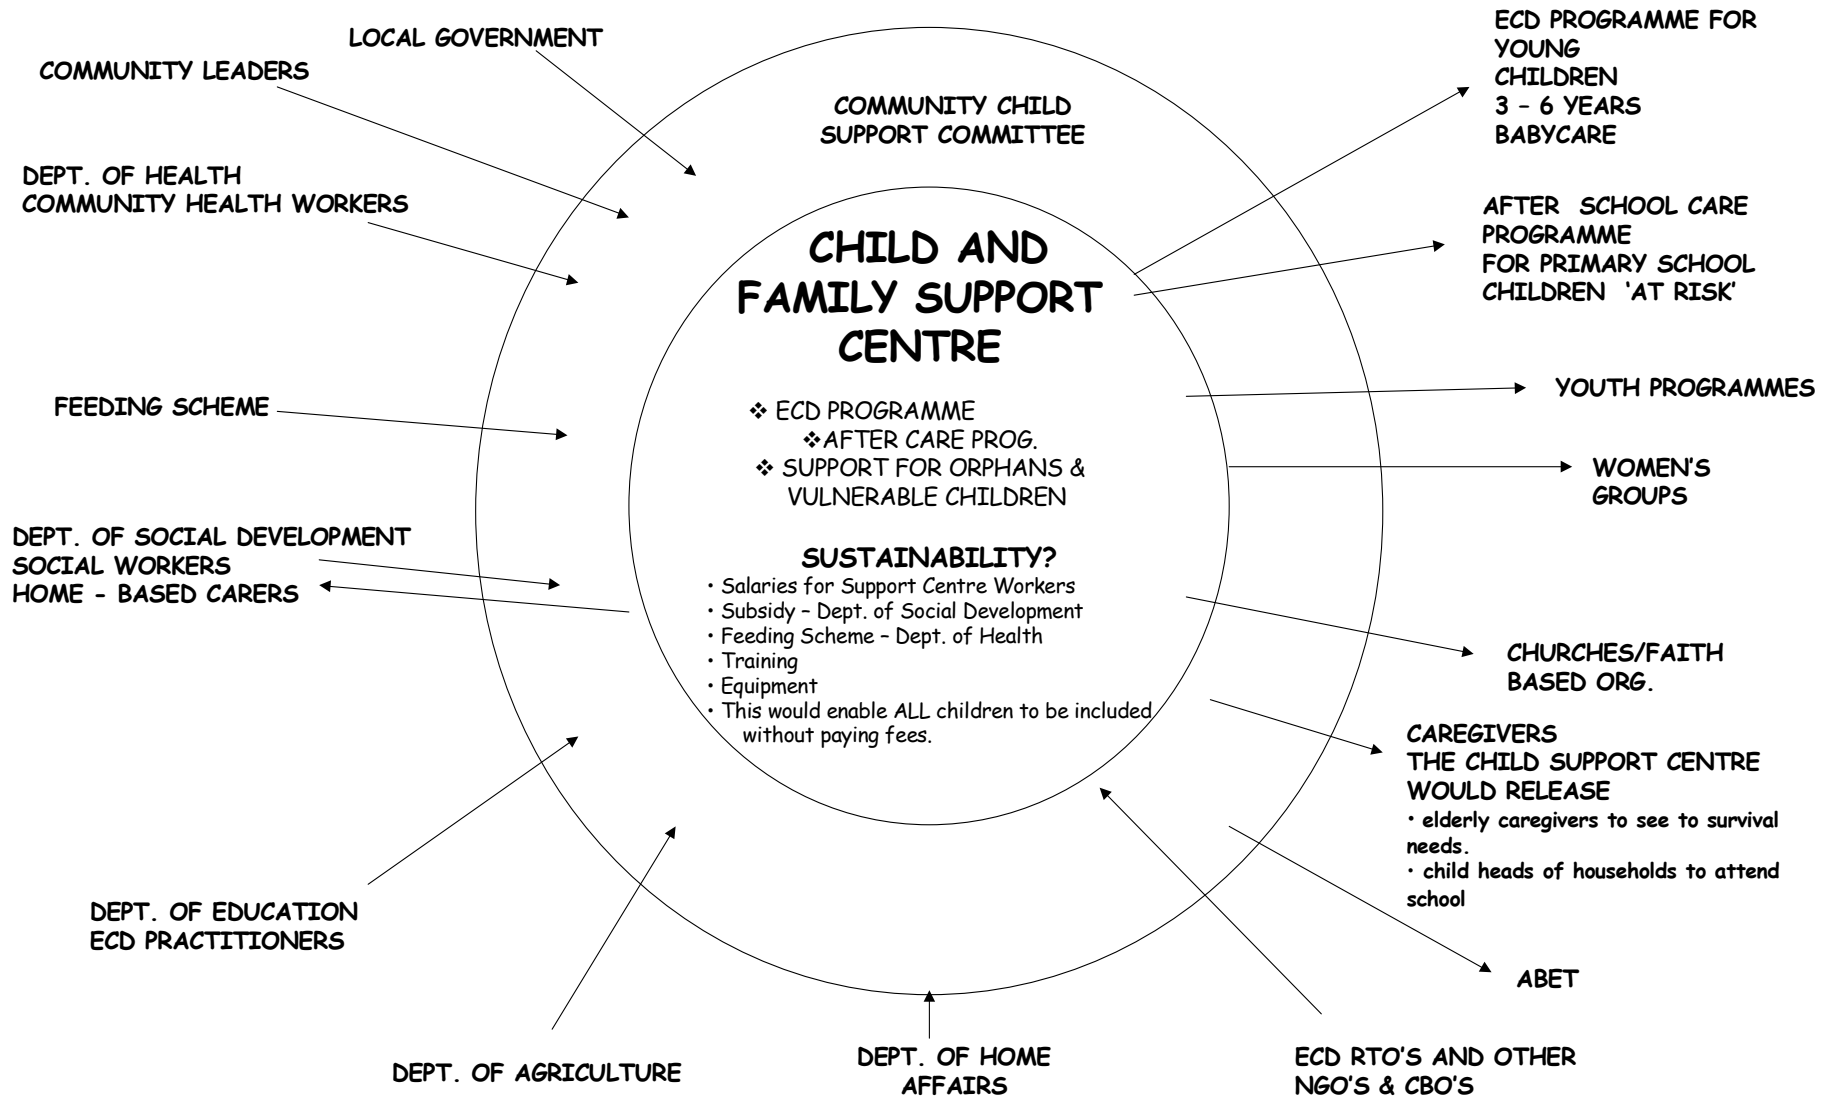 LOCAL GOVERNMENT
COMMUNITY LEADERS
DEPT. OF HEALTH
COMMUNITY HEALTH WORKERS
FEEDING SCHEME
DEPT. OF SOCIAL DEVELOPMENT
SOCIAL WORKERS
HOME - BASED CARERS
DEPT. OF EDUCATION
ECD PRACTITIONERS
DEPT. OF AGRICULTURE
DEPT. OF HOME
AFFAIRS
COMMUNITY CHILD
SUPPORT COMMITTEE
CHILD AND
FAMILY SUPPORT
CENTRE
❖ ECD PROGRAMME
❖AFTER CARE PROG.
❖ SUPPORT FOR ORPHANS &
VULNERABLE CHILDREN
SUSTAINABILITY?
• Salaries for Support Centre Workers
• Subsidy – Dept. of Social Development
• Feeding Scheme – Dept. of Health
• Training
• Equipment
• This would enable ALL children to be included
without paying fees.
ECD PROGRAMME FOR
YOUNG
CHILDREN
3 – 6 YEARS
BABYCARE
AFTER SCHOOL CARE
PROGRAMME
FOR PRIMARY SCHOOL
CHILDREN ‘AT RISK’
YOUTH PROGRAMMES
WOMEN’S
GROUPS
CHURCHES/FAITH
BASED ORG.
CAREGIVERS
THE CHILD SUPPORT CENTRE
WOULD RELEASE
• elderly caregivers to see to survival
needs.
• child heads of households to attend
school
ABET
ECD RTO’S AND OTHER
NGO’S & CBO’S